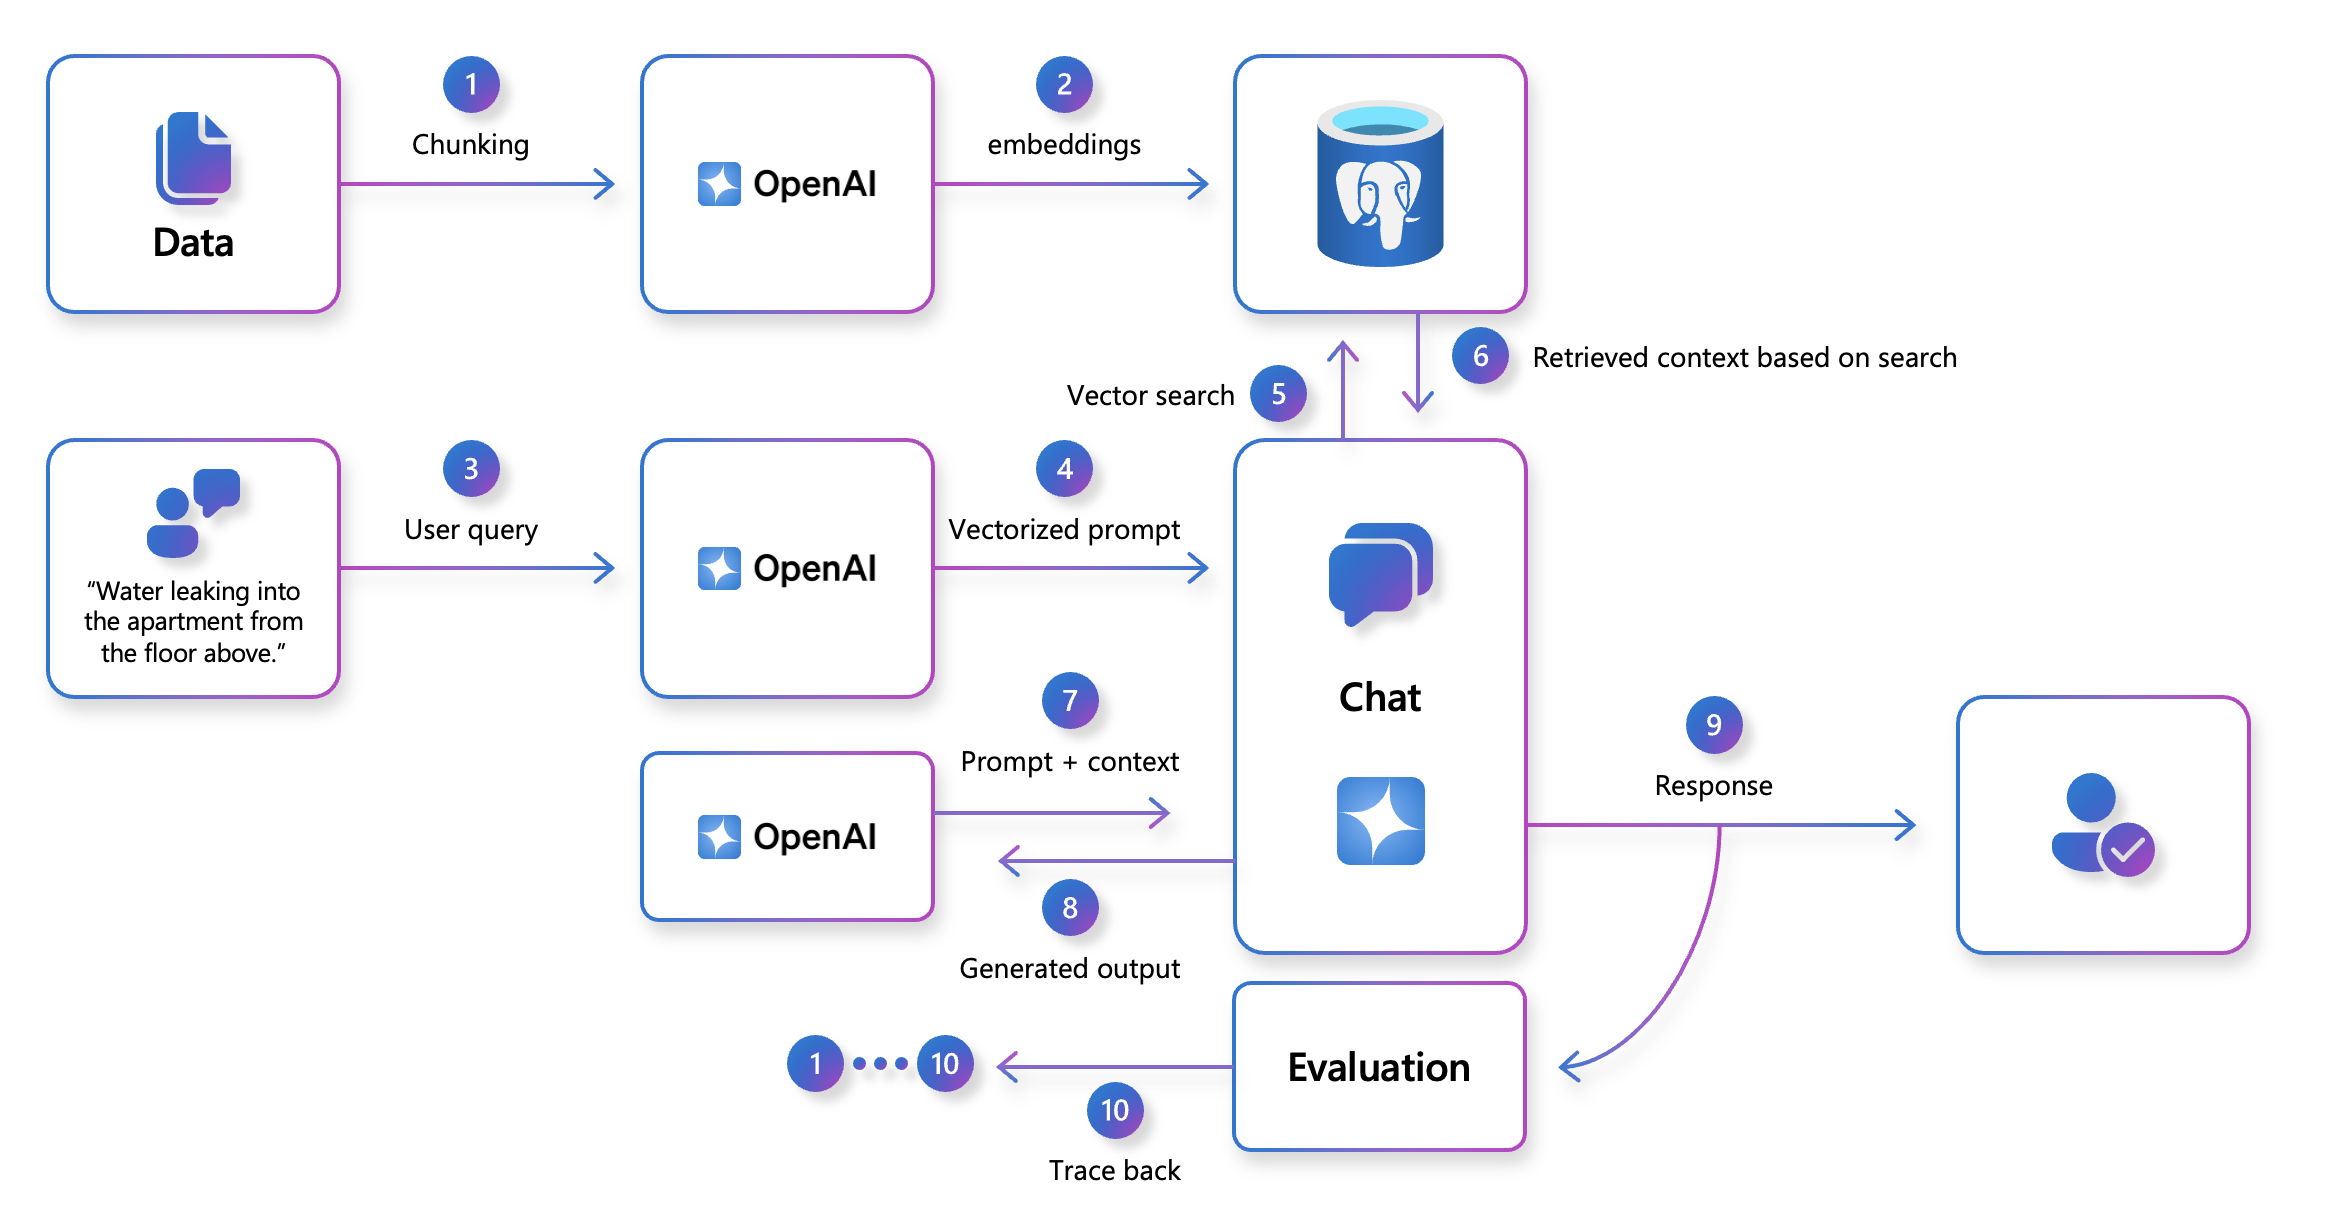 1
Chunking
Data
OpenAI
2
embeddings
5
Vector search
6
Retrieved context based on search
“Water leaking into
the apartment from
the floor above.”
3
User query
OpenAI
4
Vectorized prompt
Chat
7
Prompt + context
OpenAI
8
Generated output
9
Response
Evaluation
1
10
10
Trace back